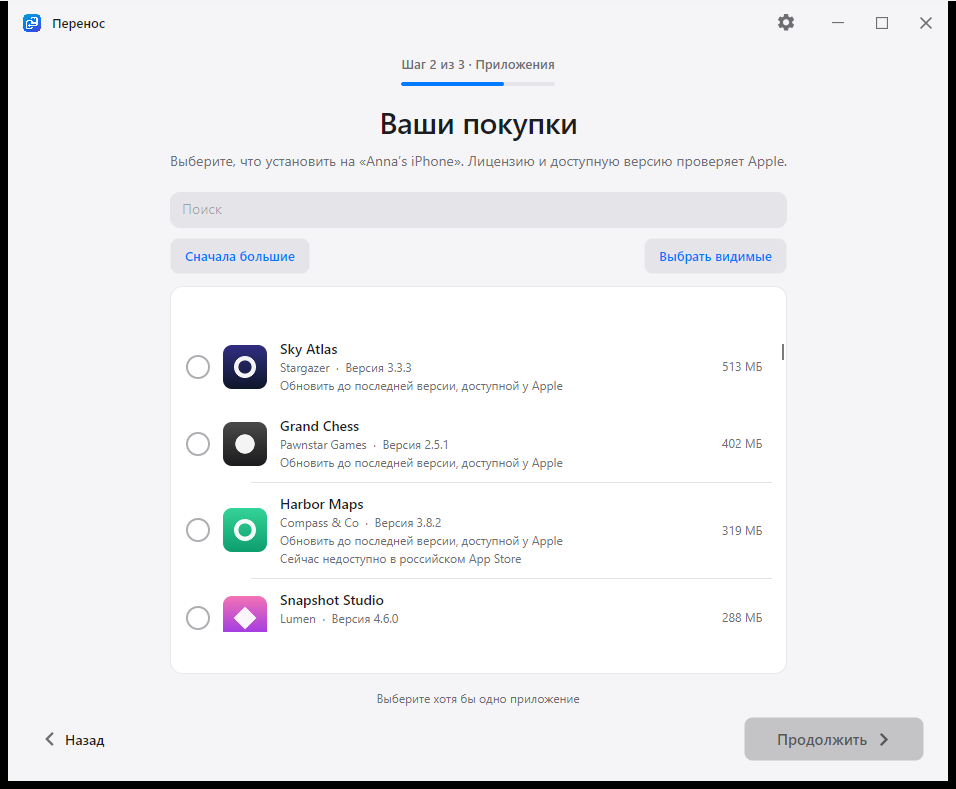 Перенос
Шаг 2 из 3 · Приложения
Ваши покупки
Выберите, что установить на «Anna’s iPhone». Лицензию и доступную версию проверяет Apple.
Поиск
Сначала большие
Выбрать видимые
Sky Atlas
Stargazer · Версия 3.3.3
513 МБ
Обновить до последней версии, доступной у Apple
Grand Chess
Pawnstar Games · Версия 2.5.1
402 МБ
Обновить до последней версии, доступной у Apple
Harbor Maps
Compass & Co · Версия 3.8.2
319 МБ
Обновить до последней версии, доступной у Apple
Сейчас недоступно в российском App Store
Snapshot Studio
Lumen · Версия 4.6.0
288 МБ
Выберите хотя бы одно приложение
Назад
Продолжить